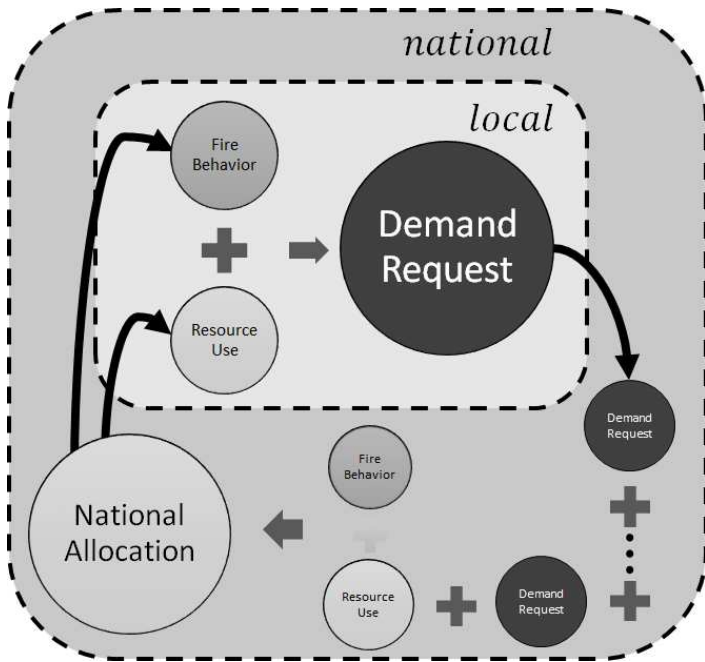 national
local
Fire
Behavior
Demand
Request
Resource
Use
Demand
Request
Fire
Behavior
National
Allocation
Resource
Use
Demand
Request